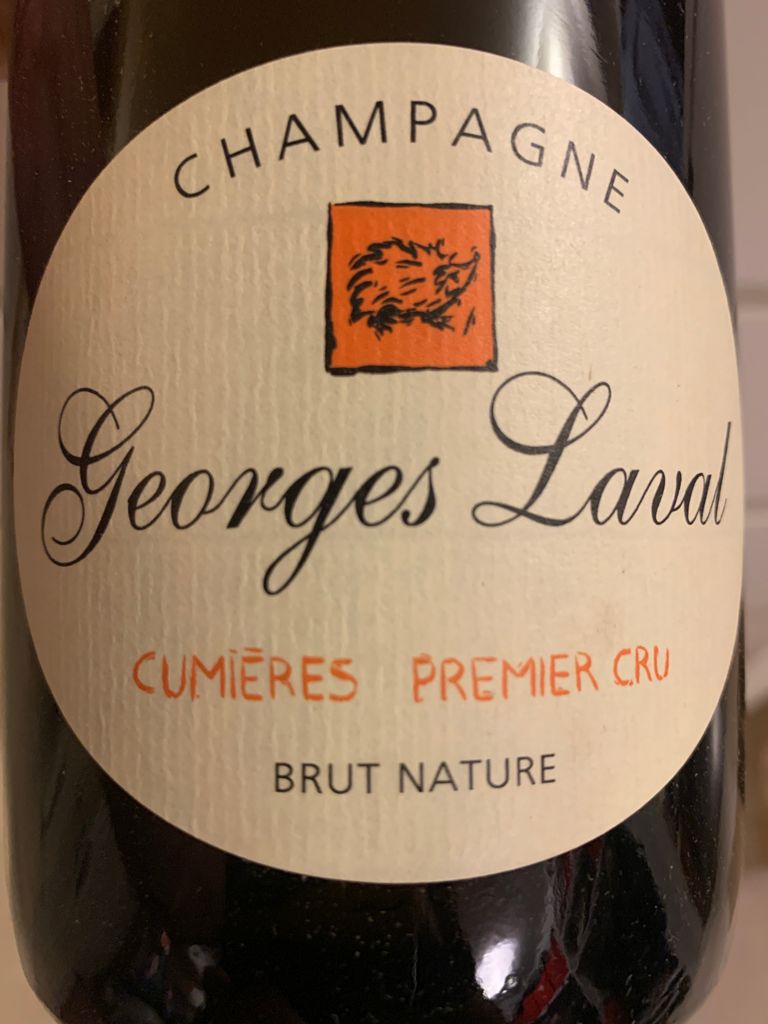 CHAMPAGNE
Georges Laval
CUMIÈRES PREMIER CRU
BRUT NATURE